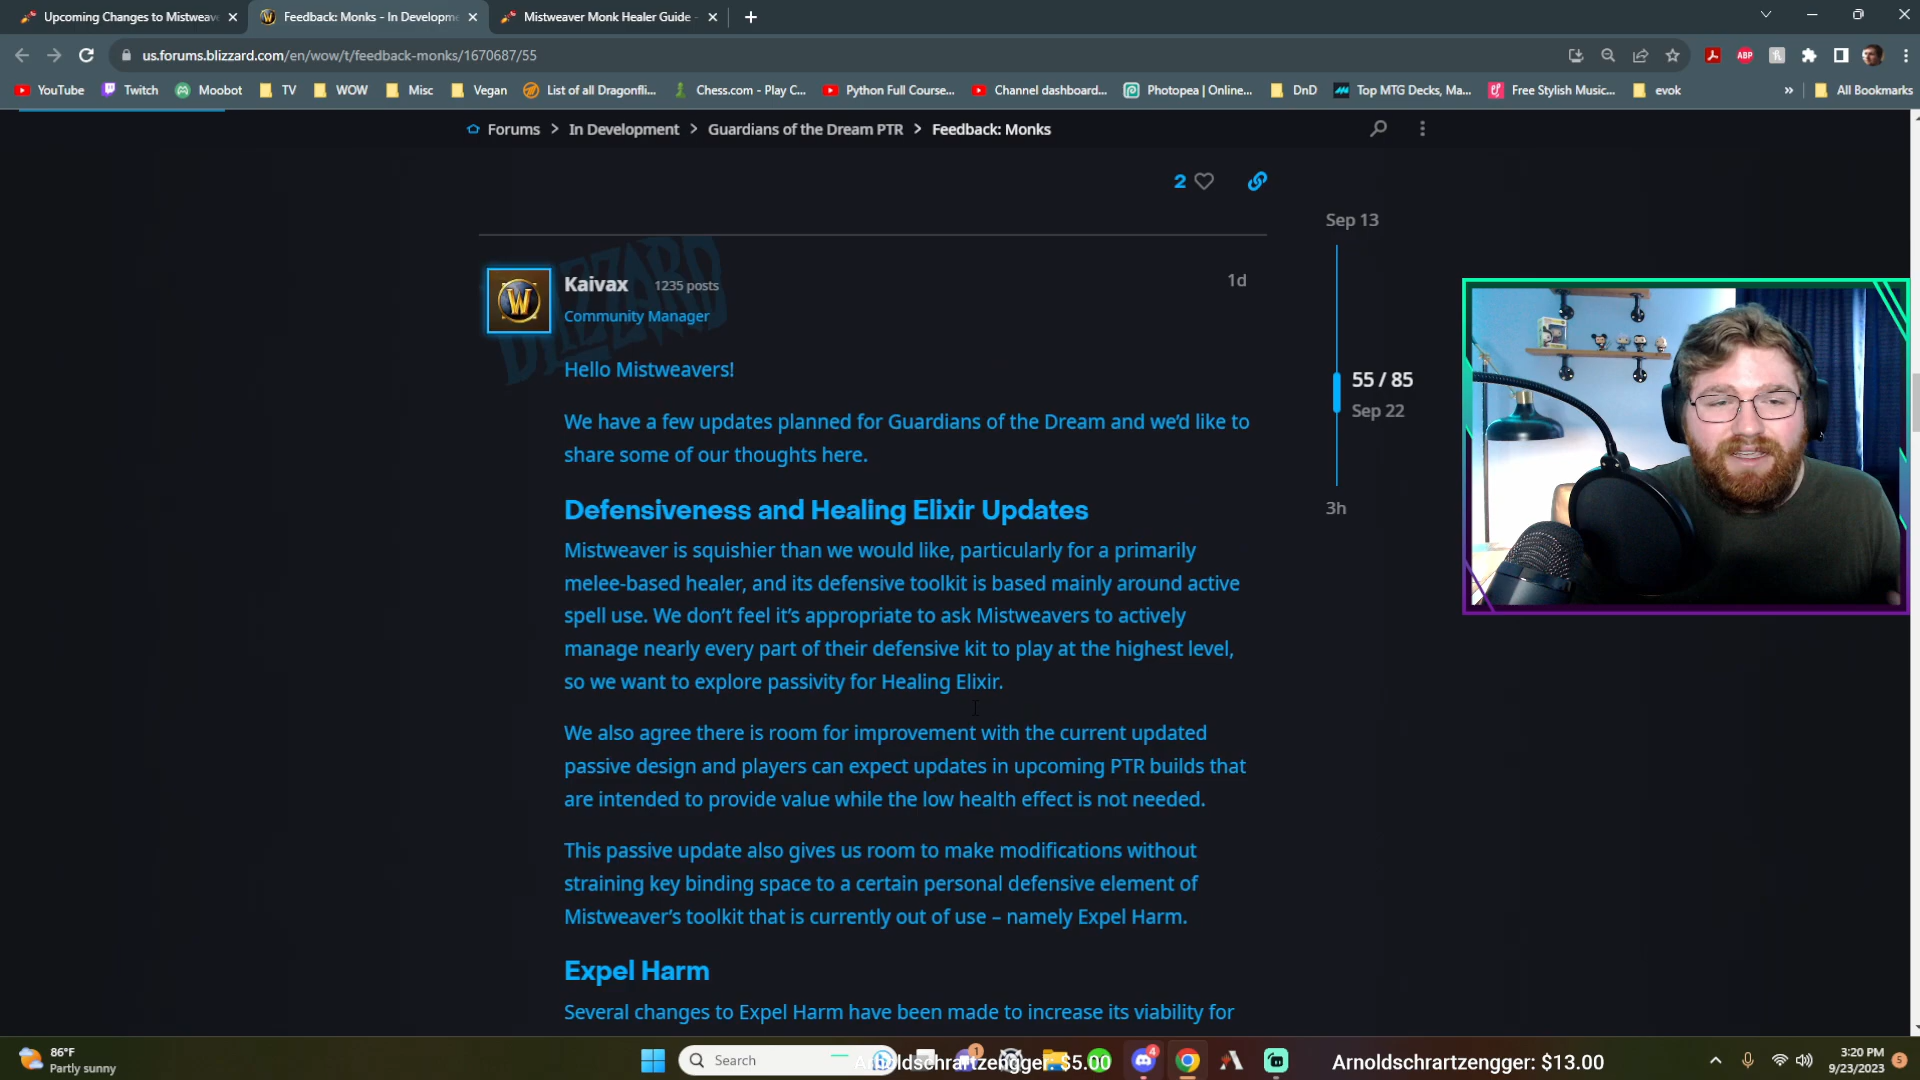 Upcoming Changes to Mistweav
Feedback: Monks - In Developm
Mistweaver Monk Healer Guide -
us.forums.blizzard.com/en/wow/t/feedback-monks/1670687/55
ABP
YouTube
Twitch
Moobot
TV
WOW
Misc
Vegan
List of all Dragonfli...
Chess.com - Play C...
Python Full Course...
Channel dashboard...
Photopea | Online...
DnD
Top MTG Decks, Ma...
Free Stylish Music...
evok
»
All Bookmarks
Forums > In Development > Guardians of the Dream PTR > Feedback: Monks
2
Sep 13
BLIZZARD
Kaivax 1235 posts
1d
Community Manager
Hello Mistweavers!
55 / 85
Sep 22
We have a few updates planned for Guardians of the Dream and we'd like to
share some of our thoughts here.
Defensiveness and Healing Elixir Updates
3h
Mistweaver is squishier than we would like, particularly for a primarily
melee-based healer, and its defensive toolkit is based mainly around active
spell use. We don't feel it's appropriate to ask Mistweavers to actively
manage nearly every part of their defensive kit to play at the highest level,
so we want to explore passivity for Healing Elixir.
We also agree there is room for improvement with the current updated
passive design and players can expect updates in upcoming PTR builds that
are intended to provide value while the low health effect is not needed.
This passive update also gives us room to make modifications without
straining key binding space to a certain personal defensive element of
Mistweaver's toolkit that is currently out of use – namely Expel Harm.
Expel Harm
Several changes to Expel Harm have been made to increase its viability for
86°F
Partly sunny
Search
oldschrartzengger: $5.00
1
4
Arnoldschrartzengger: $13.00
3:20 PM
9/23/2023
5